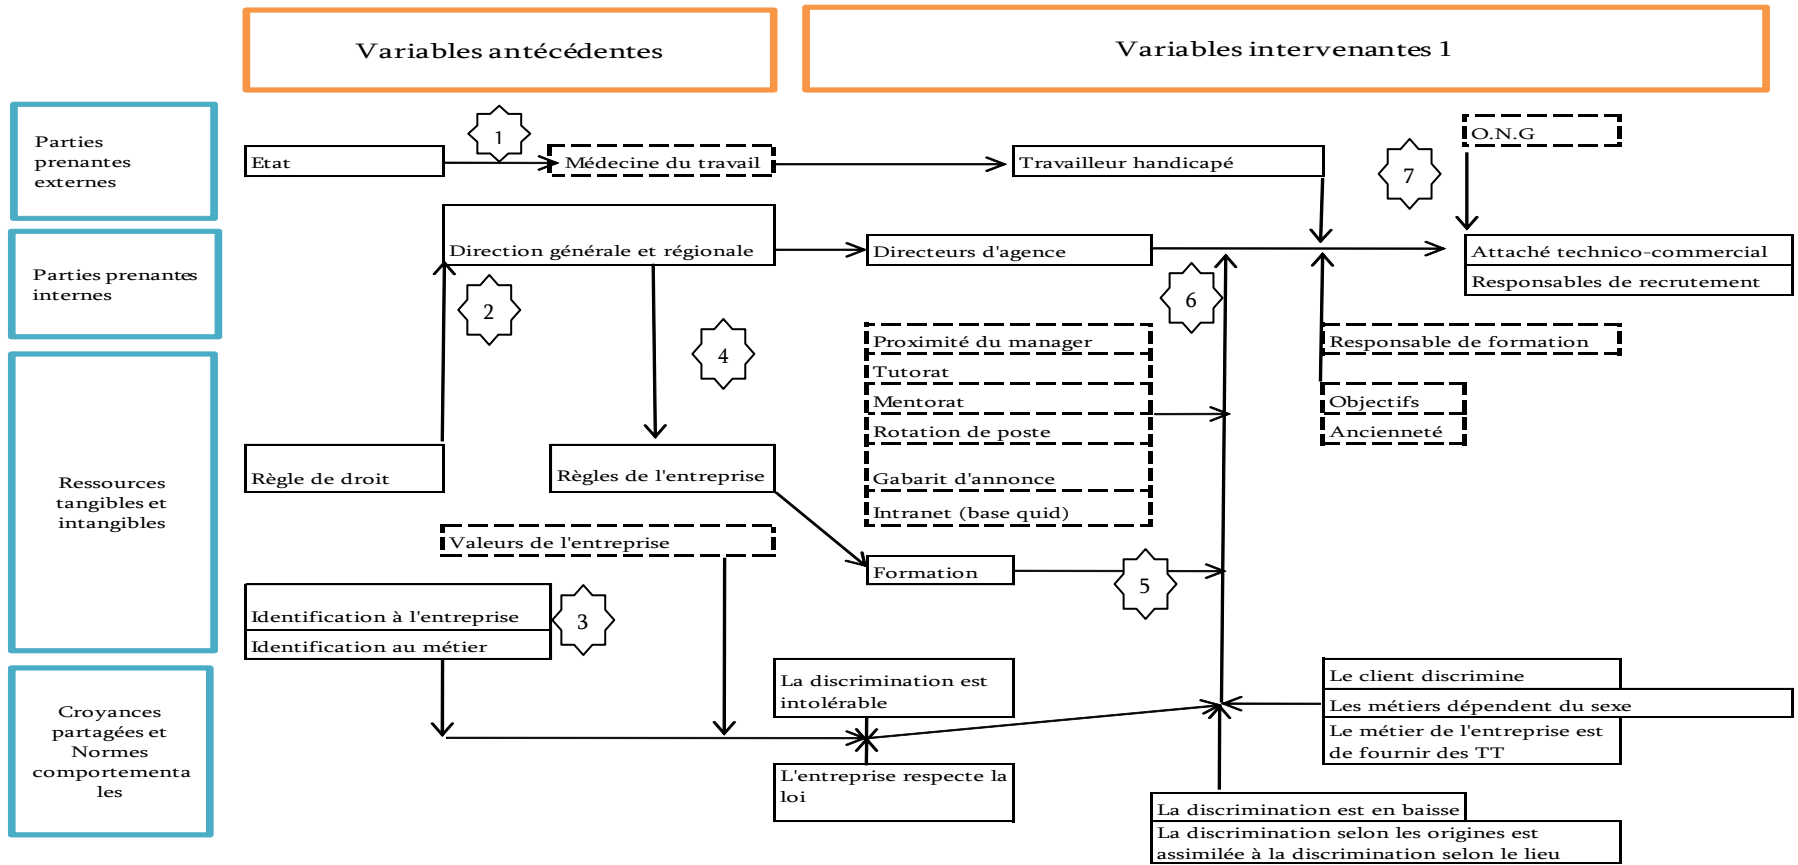 Variables antécédentes
Variables intervenantes 1
Parties
prenantes
externes
1
Etat
Médecine du travail
Travailleur handicapé
7
O.N.G
Parties prenantes
internes
Direction générale et régionale
Directeurs d'agence
Attaché technico-commercial
Responsables de recrutement
2
6
4
Proximité du manager
Tutorat
Mentorat
Rotation de poste
Gabarit d'annonce
Intranet (base quid)
Responsable de formation
Objectifs
Ancienneté
Ressources
tangibles et
intangibles
Règle de droit
Règles de l'entreprise
Valeurs de l'entreprise
Formation
5
Identification à l'entreprise
Identification au métier
3
Croyances
partagées et
Normes
comportementa
les
La discrimination est
intolérable
L'entreprise respecte la
loi
Le client discrimine
Les métiers dépendent du sexe
Le métier de l'entreprise est
de fournir des TT
La discrimination est en baisse
La discrimination selon les origines est
assimilée à la discrimination selon le lieu